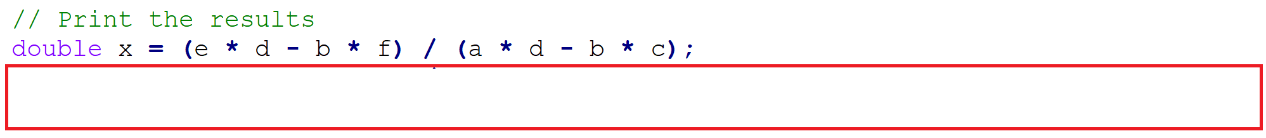 // Print the results
double x = (e * d - b * f) / (a * d - b * c);